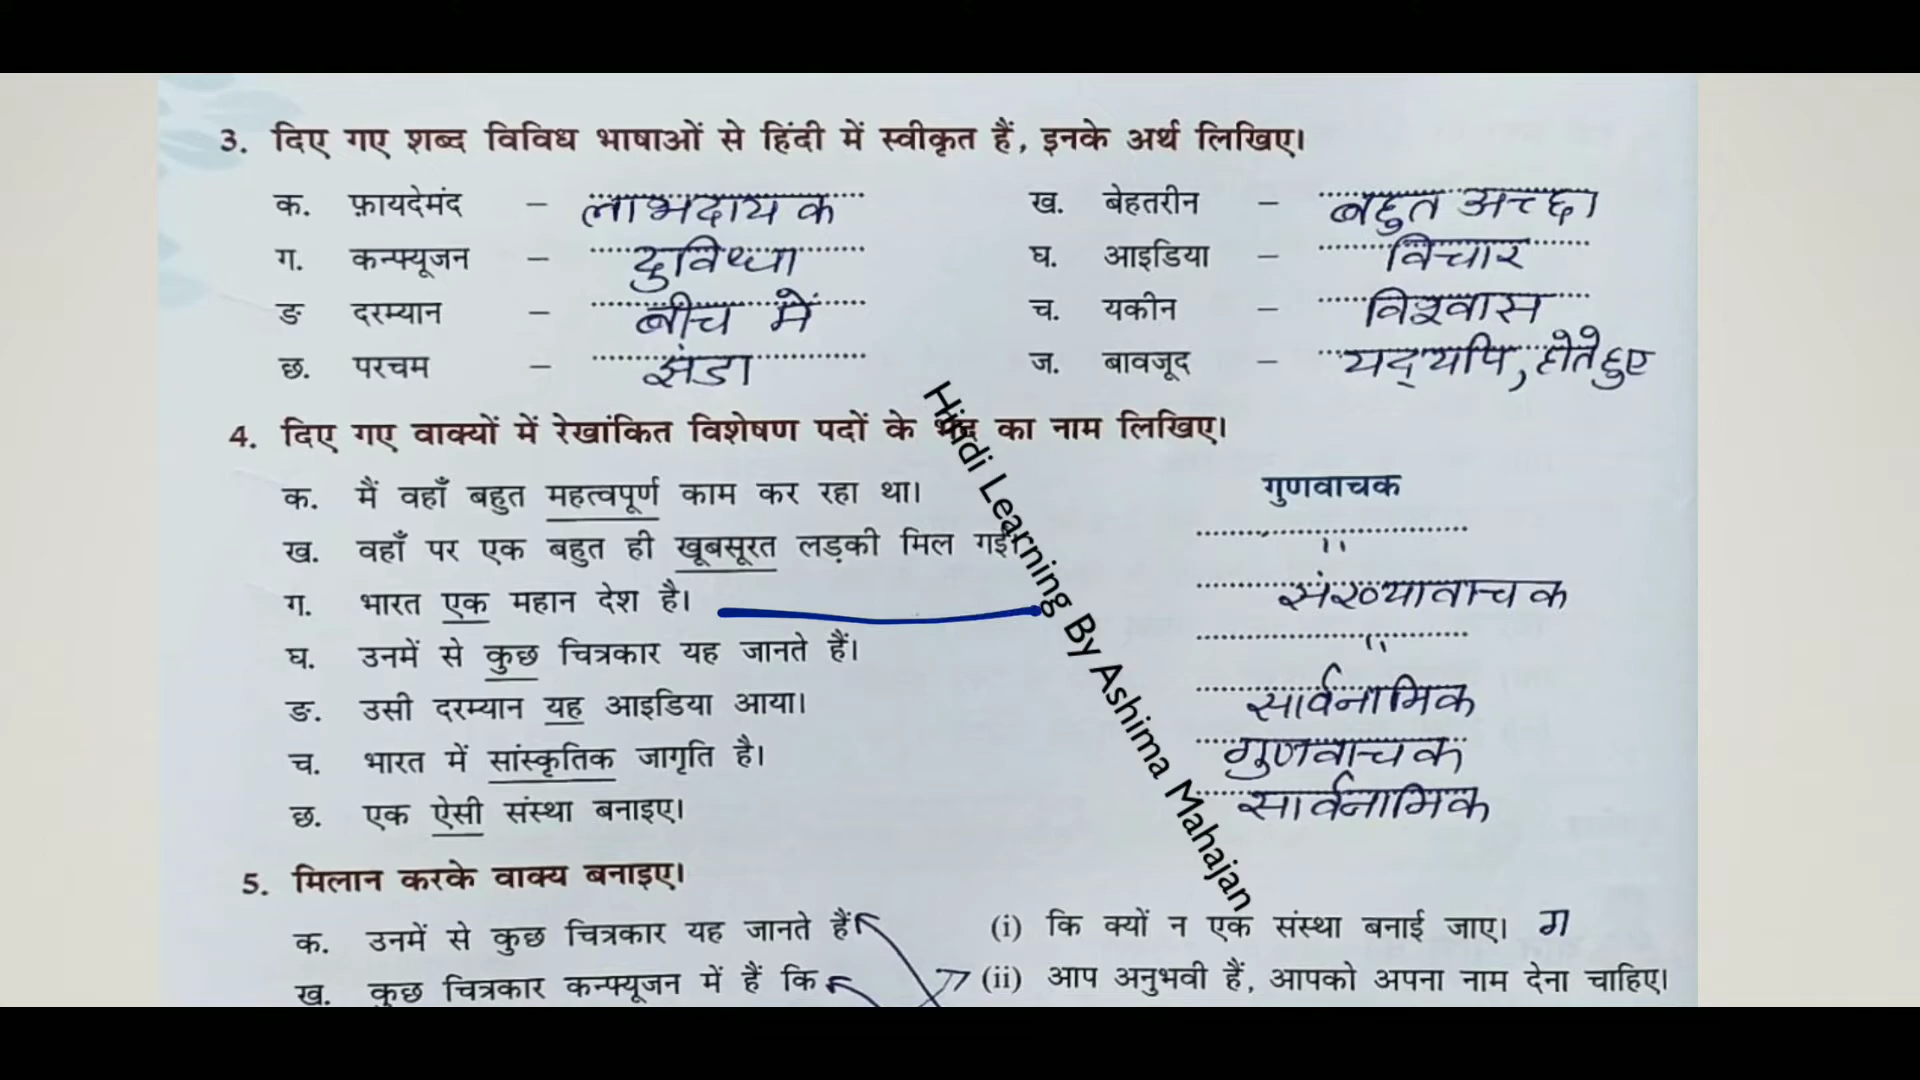 3. दिए गए शब्द विविध भाषाओं से हिंदी में स्वीकृत हैं, इनके अर्थ लिखिए।
क. फ़ायदेमंद – लाभदायक ख. बेहतरीन – बहुत अच्छा
ग. कन्फ्यूजन – दुविधा घ. आइडिया – विचार
ङ दरम्यान – बीच में च. यकीन – विश्वास
छ. परचम – झंडा ज. बावजूद – यद्यपि, होते हुए
4. दिए गए वाक्यों में रेखांकित विशेषण पदों के भेद का नाम लिखिए।
क. मैं वहाँ बहुत महत्वपूर्ण काम कर रहा था। गुणवाचक
ख. वहाँ पर एक बहुत ही खूबसूरत लड़की मिल गई। "
ग. भारत एक महान देश है। संख्यावाचक
घ. उनमें से कुछ चित्रकार यह जानते हैं। "
ङ. उसी दरम्यान यह आइडिया आया। सार्वनामिक
च. भारत में सांस्कृतिक जागृति है। गुणवाचक
छ. एक ऐसी संस्था बनाइए। सार्वनामिक
Hindi Learning By Ashima Mahajan
5. मिलान करके वाक्य बनाइए।
क. उनमें से कुछ चित्रकार यह जानते हैं (i) कि क्यों न एक संस्था बनाई जाए। ग
ख. कुछ चित्रकार कन्फ्यूजन में हैं कि (ii) आप अनुभवी हैं, आपको अपना नाम देना चाहिए।